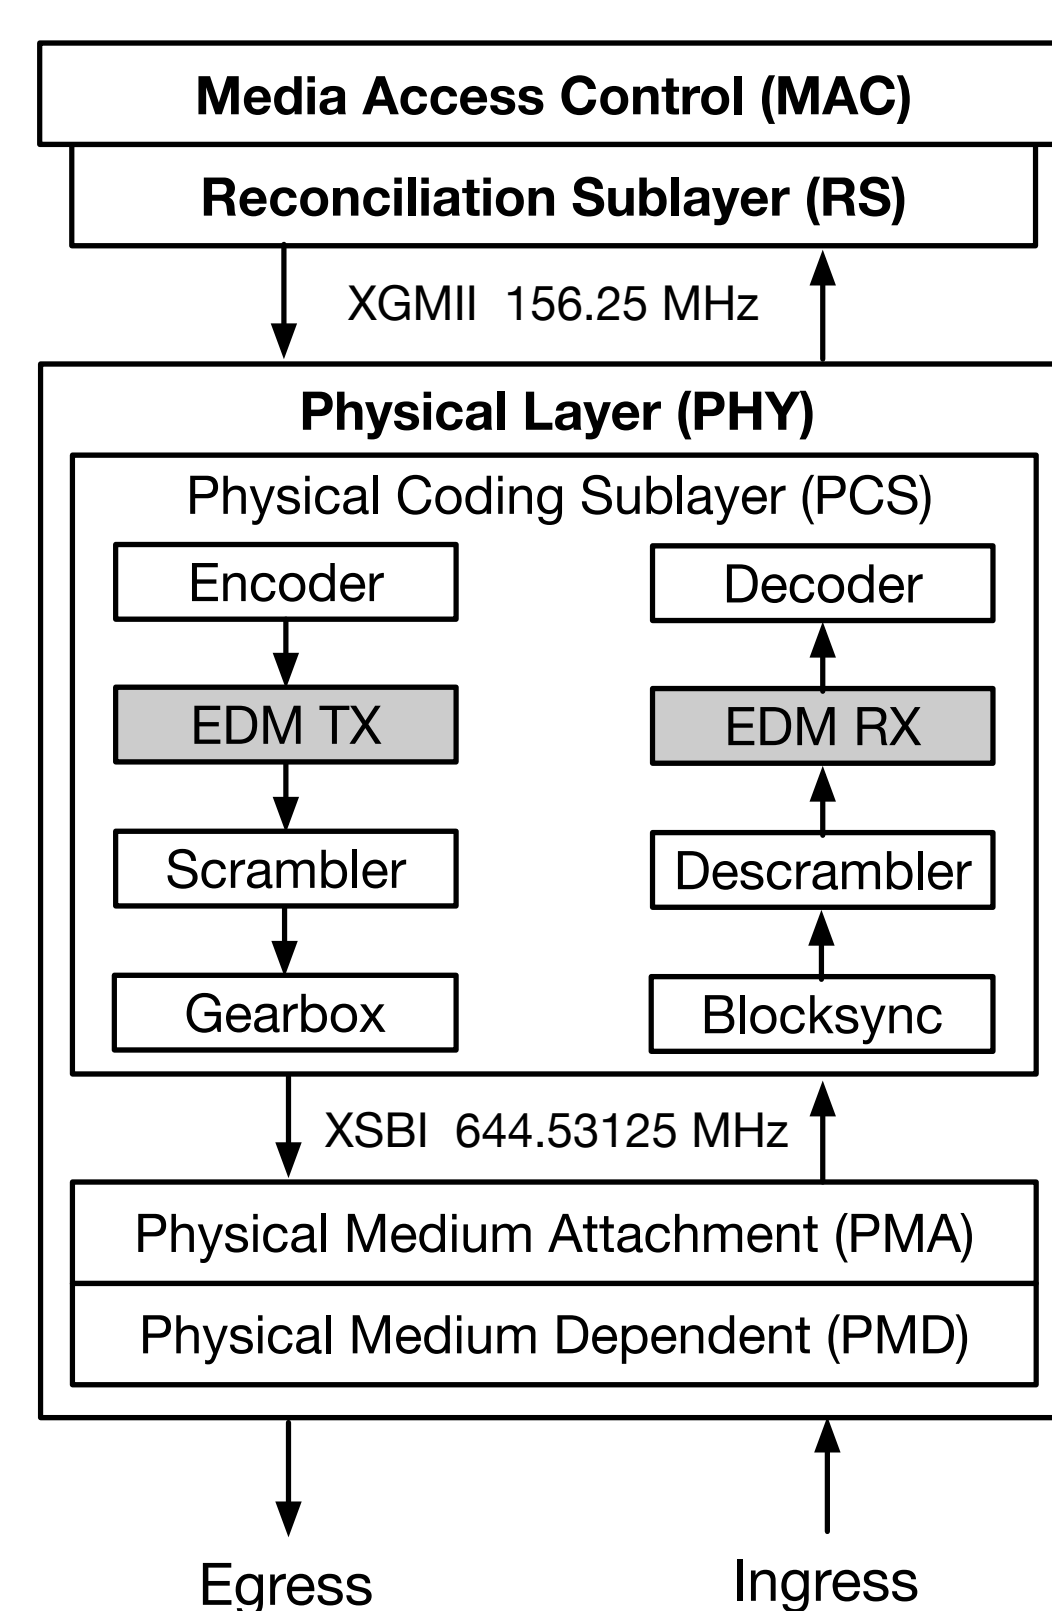 Media Access Control (MAC)
Reconciliation Sublayer (RS)
XGMII 156.25 MHz
Physical Layer (PHY)
Physical Coding Sublayer (PCS)
Encoder
Decoder
EDM TX
EDM RX
Scrambler
Descrambler
Gearbox
Blocksync
XSBI 644.53125 MHz
Physical Medium Attachment (PMA)
Physical Medium Dependent (PMD)
Egress
Ingress